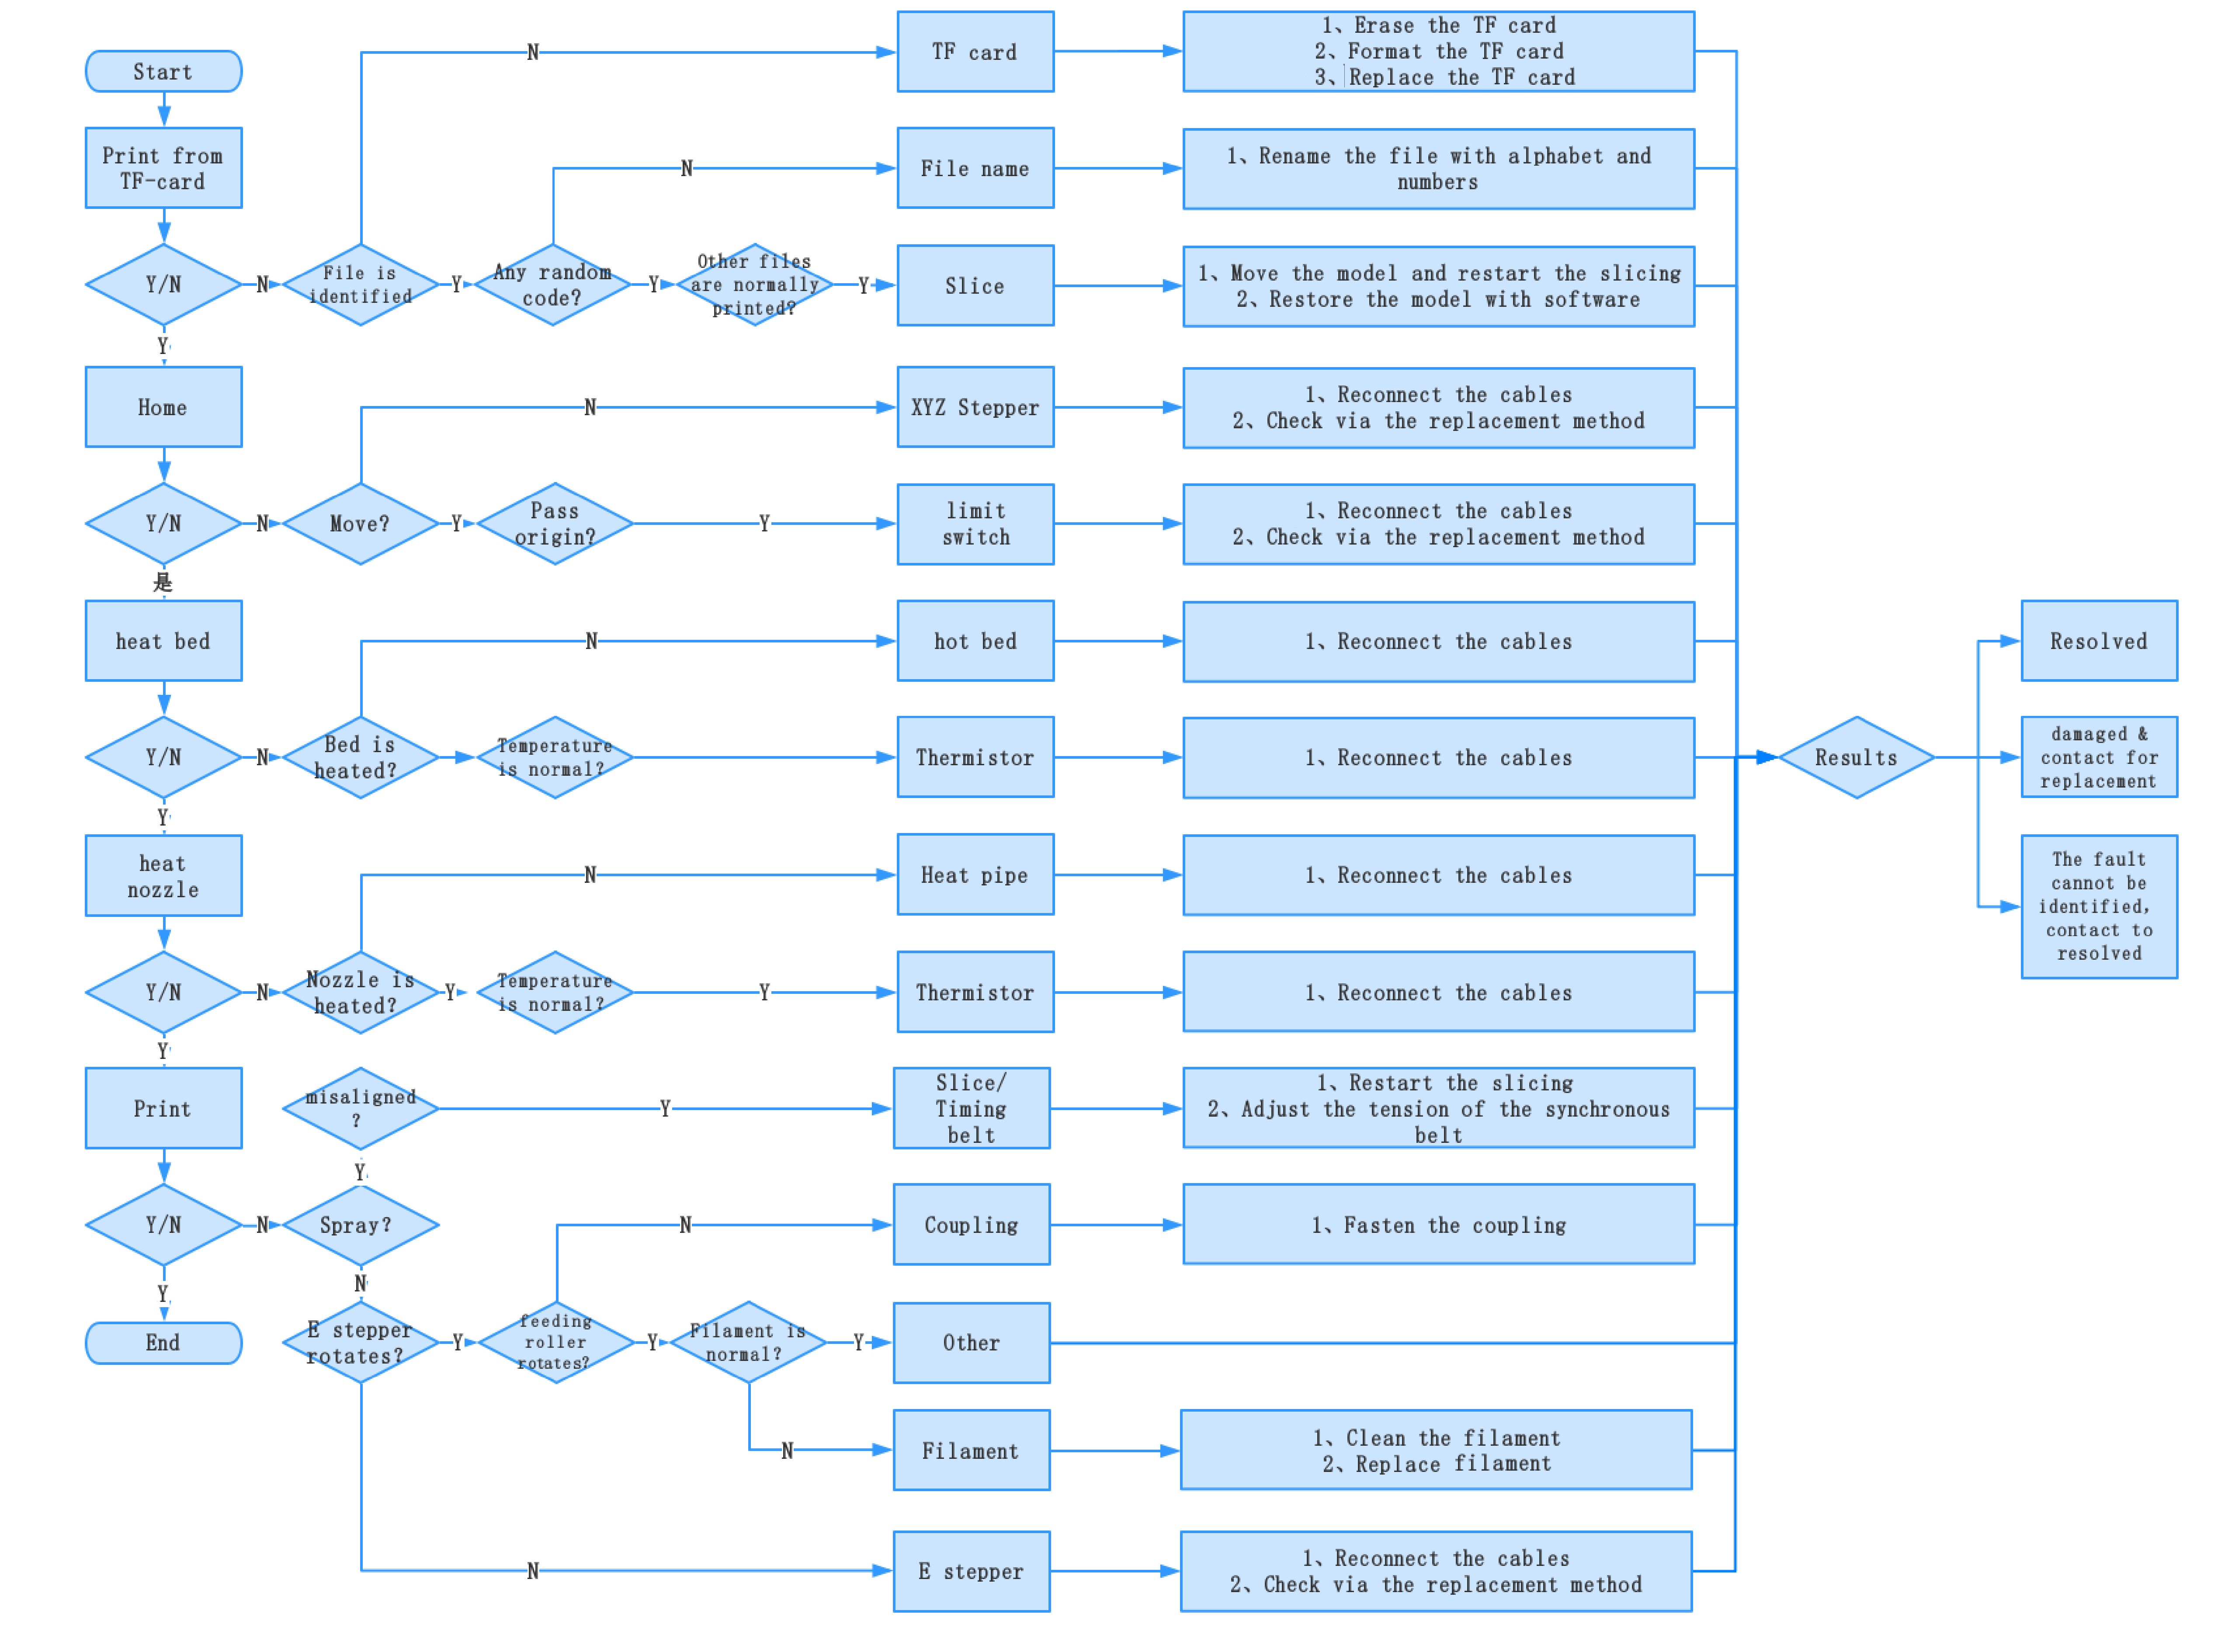 Start
Print from
TF-card
Y/N
N
File is
identified
N
TF card
1、Erase the TF card
2、Format the TF card
3、Replace the TF card
Y
Any random
code?
N
File name
1、Rename the file with alphabet and
numbers
Y
Other files
are normally
printed?
Y
Slice
1、Move the model and restart the slicing
2、Restore the model with software
Y
Home
Y/N
N
Move?
N
XYZ Stepper
1、Reconnect the cables
2、Check via the replacement method
Y
Pass
origin?
Y
limit
switch
1、Reconnect the cables
2、Check via the replacement method
是
heat bed
Y/N
N
Bed is
heated?
N
hot bed
1、Reconnect the cables
Temperature
is normal?
Thermistor
1、Reconnect the cables
Y
heat
nozzle
Y/N
N
Nozzle is
heated?
N
Heat pipe
1、Reconnect the cables
Y
Temperature
is normal?
Y
Thermistor
1、Reconnect the cables
Y
Print
Y/N
N
Spray?
Y
misaligned
?
Y
Slice/
Timing
belt
1、Restart the slicing
2、Adjust the tension of the synchronous
belt
Y
End
N
E stepper
rotates?
Y
feeding
roller
rotates?
N
Coupling
1、Fasten the coupling
Y
Filament is
normal?
Y
Other
N
Filament
1、Clean the filament
2、Replace filament
N
E stepper
1、Reconnect the cables
2、Check via the replacement method
Results
Resolved
damaged &
contact for
replacement
The fault
cannot be
identified,
contact to
resolved